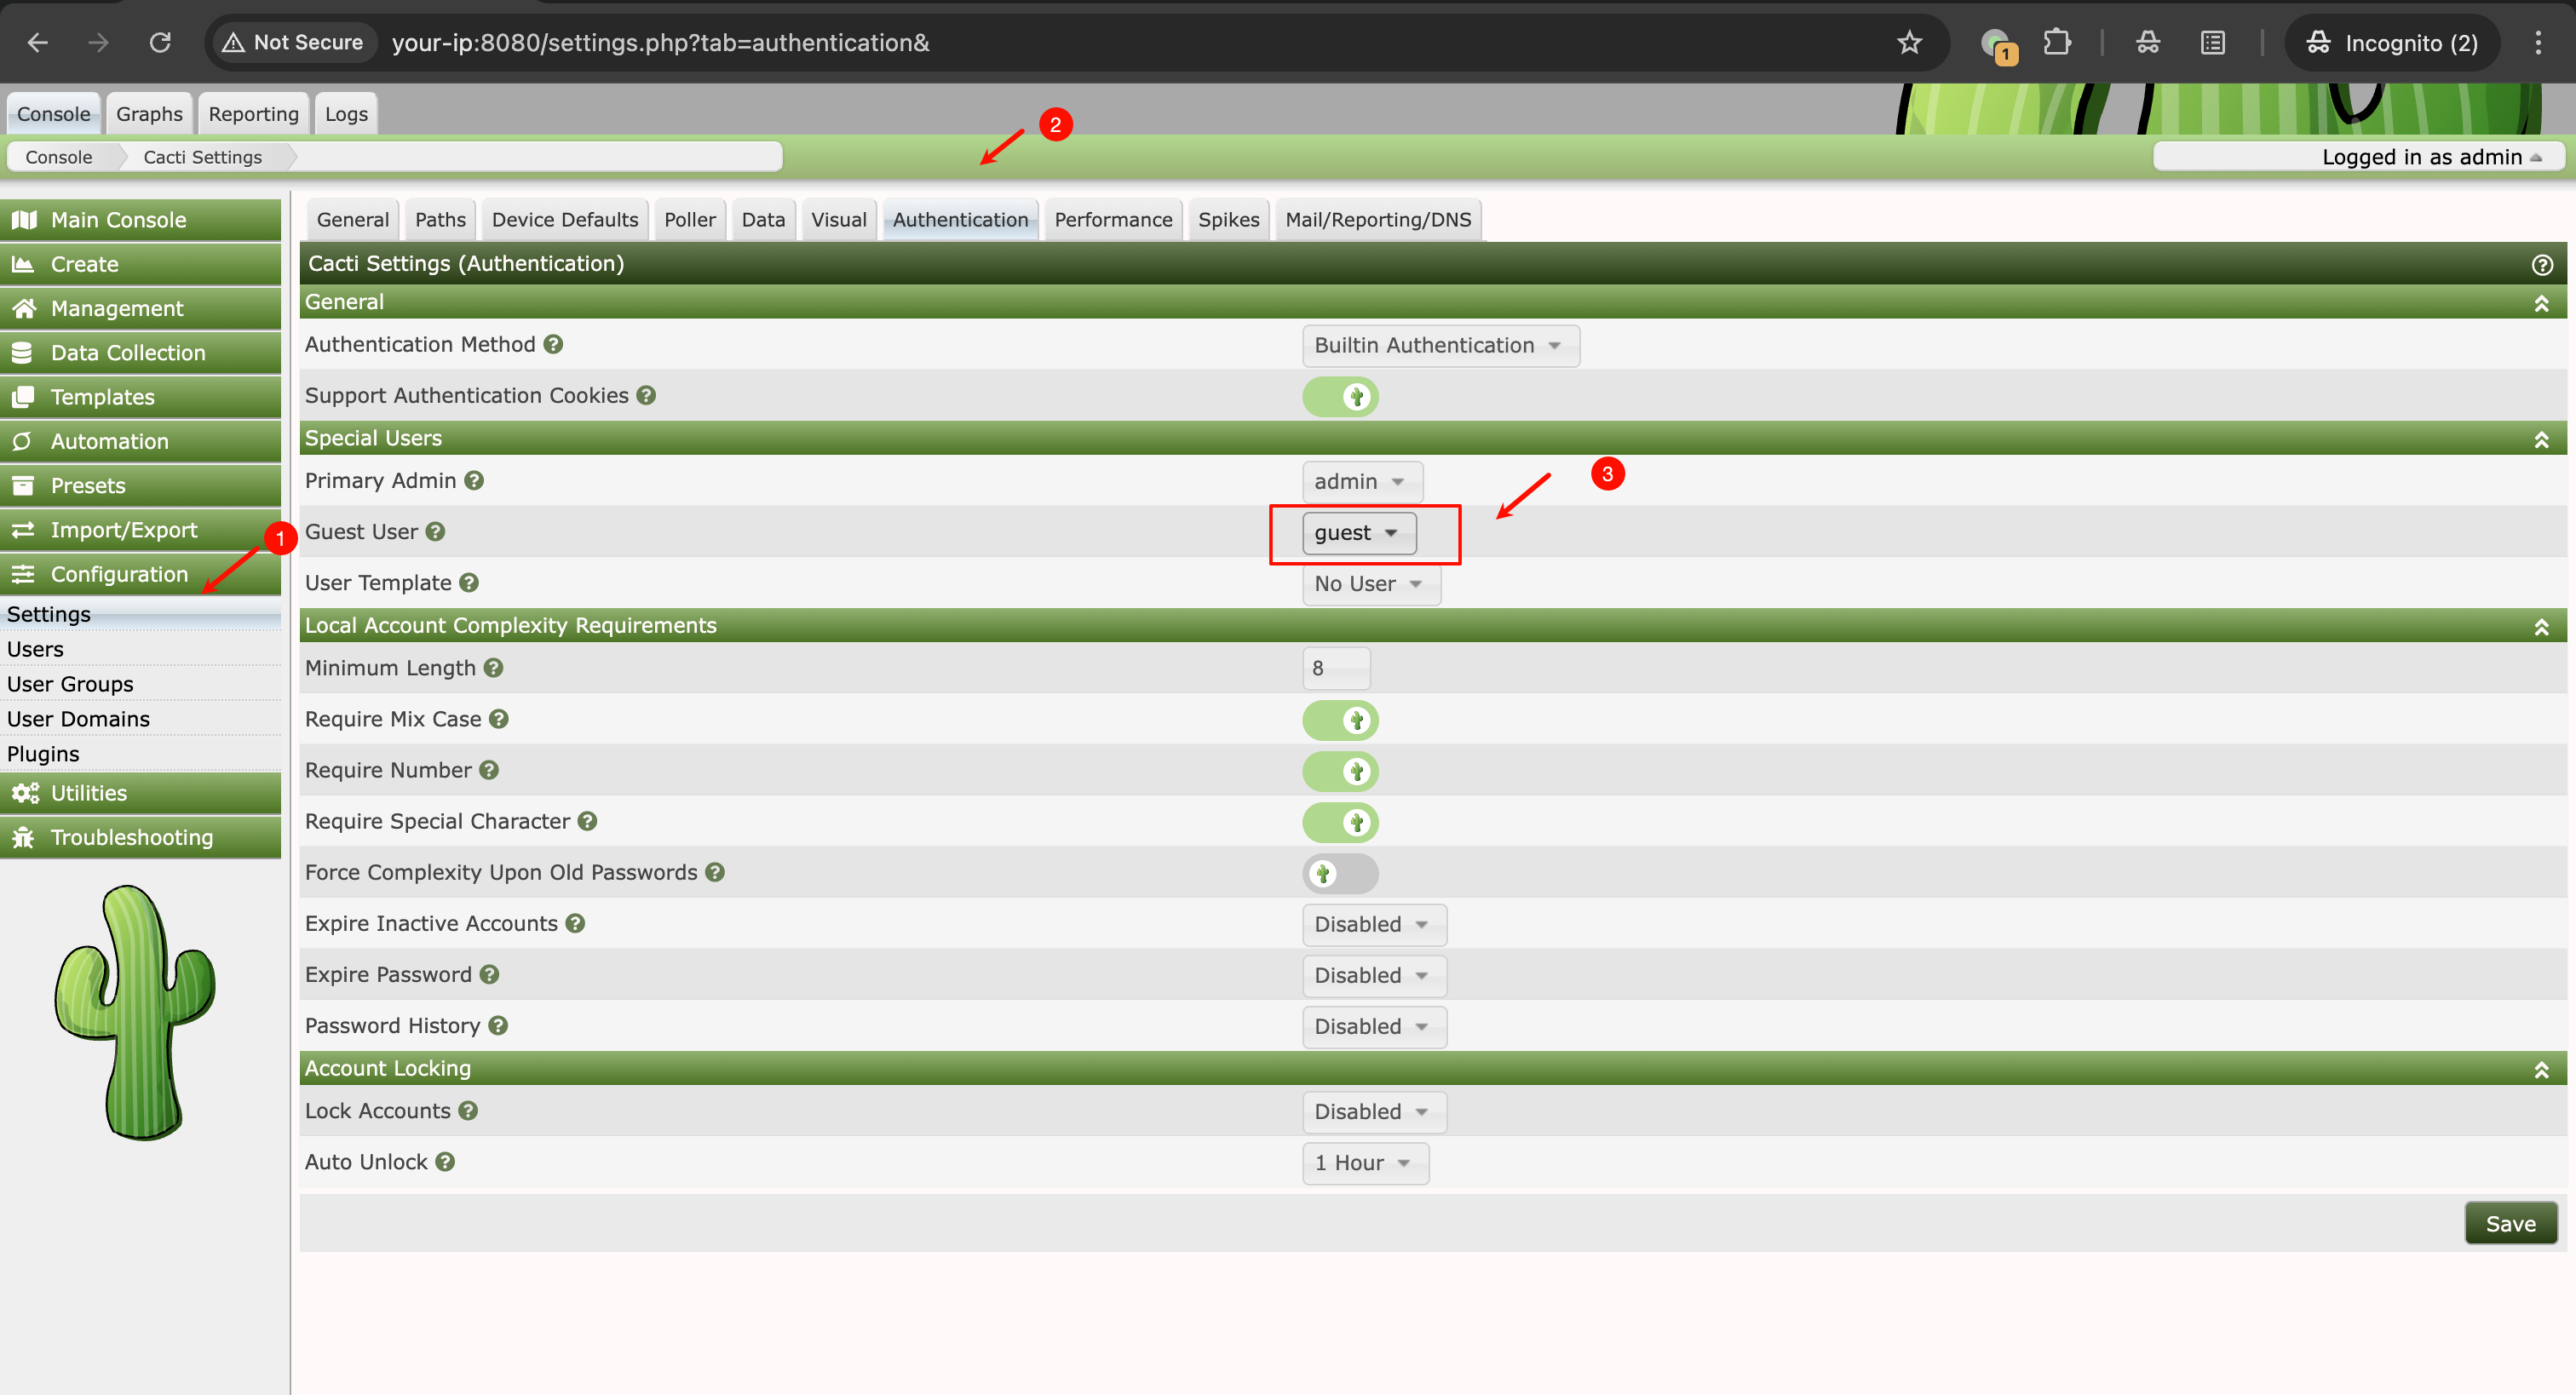 Not Secure your-ip:8080/settings.php?tab=authentication& 1 Incognito (2)
Console Graphs Reporting Logs
2
Console Cacti Settings Logged in as admin
Main Console
Create
Management
Data Collection
Templates
Automation
Presets
Import/Export
1
Configuration
Settings
Users
User Groups
User Domains
Plugins
Utilities
Troubleshooting
General Paths Device Defaults Poller Data Visual Authentication Performance Spikes Mail/Reporting/DNS
Cacti Settings (Authentication) ?
General
Authentication Method ? Builtin Authentication
Support Authentication Cookies ?
Special Users
Primary Admin ? admin
3
Guest User ? guest
User Template ? No User
Local Account Complexity Requirements
Minimum Length ? 8
Require Mix Case ?
Require Number ?
Require Special Character ?
Force Complexity Upon Old Passwords ?
Expire Inactive Accounts ? Disabled
Expire Password ? Disabled
Password History ? Disabled
Account Locking
Lock Accounts ? Disabled
Auto Unlock ? 1 Hour
Save